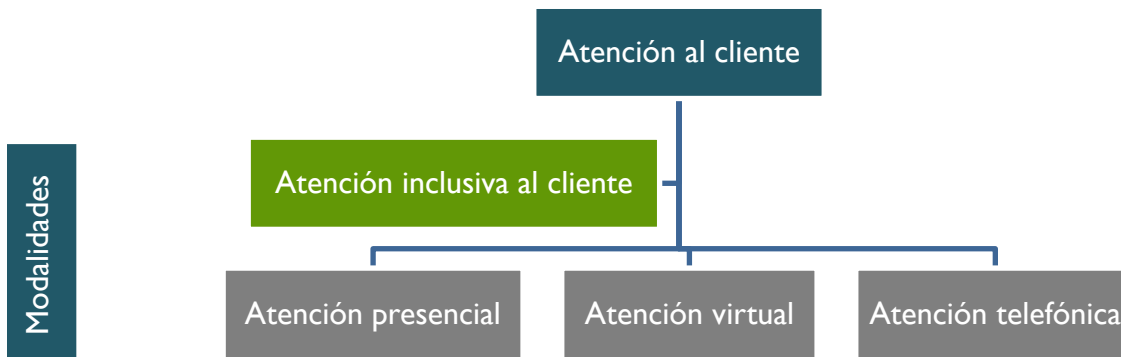 Atención al cliente
Atención inclusiva al cliente
Modalidades
Atención presencial
Atención virtual
Atención telefónica